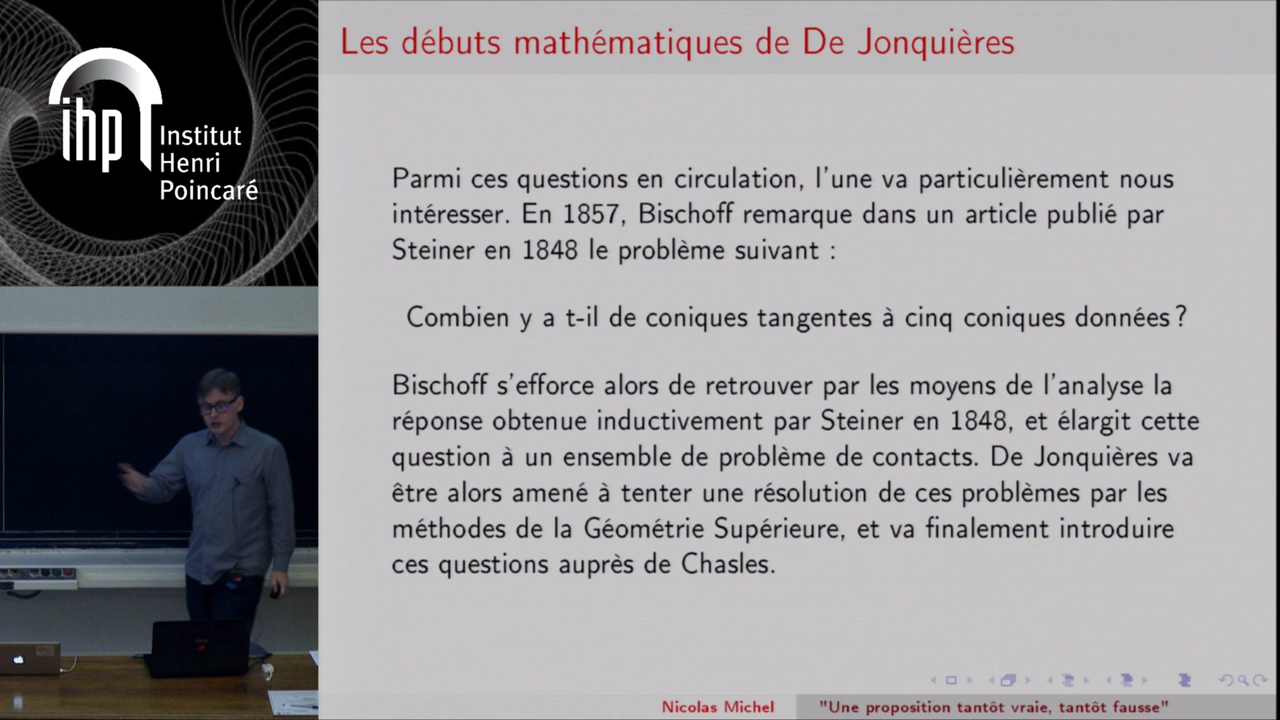 ihp Institut
Henri
Poincaré
Les débuts mathématiques de De Jonquières
Parmi ces questions en circulation, l'une va particulièrement nous
intéresser. En 1857, Bischoff remarque dans un article publié par
Steiner en 1848 le problème suivant :
Combien y a t-il de coniques tangentes à cinq coniques données ?
Bischoff s'efforce alors de retrouver par les moyens de l'analyse la
réponse obtenue inductivement par Steiner en 1848, et élargit cette
question à un ensemble de problème de contacts. De Jonquières va
être alors amené à tenter une résolution de ces problèmes par les
méthodes de la Géométrie Supérieure, et va finalement introduire
ces questions auprès de Chasles.
Nicolas Michel "Une proposition tantôt vraie, tantôt fausse"